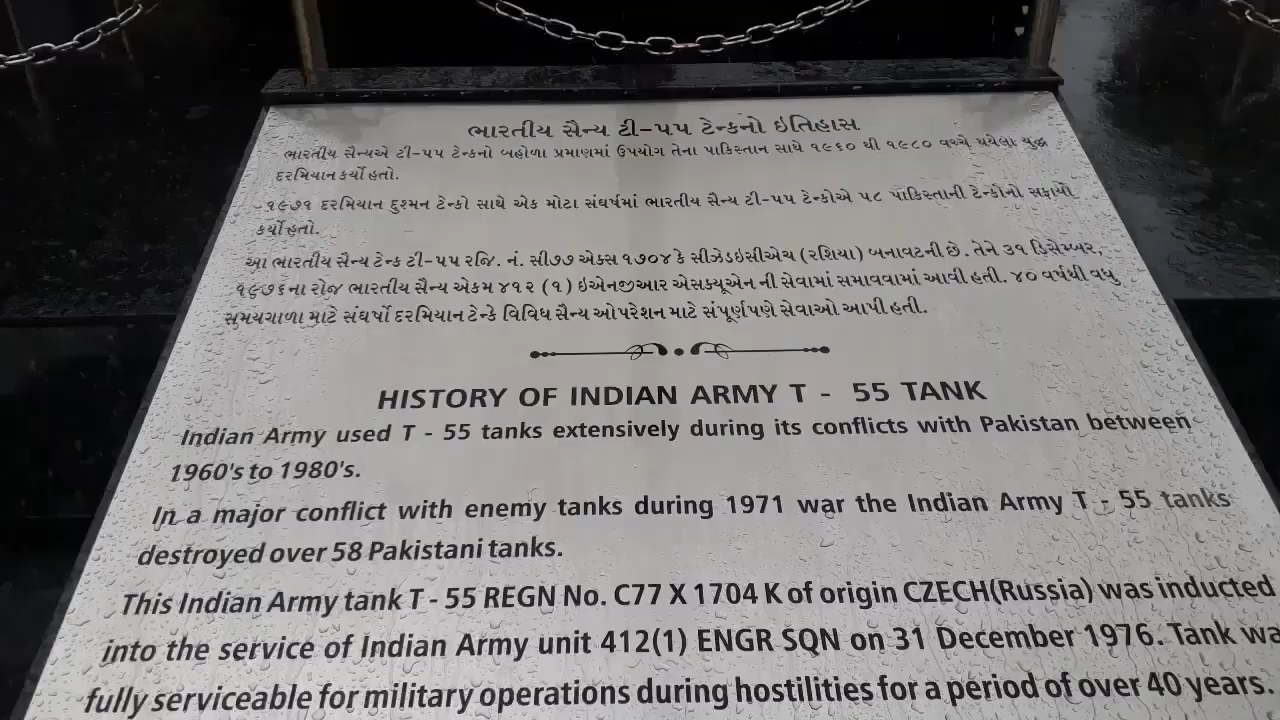 ભારતીય સૈન્ય ટી-૫૫ ટેન્કનો ઇતિહાસ
ભારતીય સૈન્યએ ટી-૫૫ ટેન્કનો બહોળા પ્રમાણમાં ઉપયોગ તેના પાકિસ્તાન સાથે ૧૯૬૦ થી ૧૯૮૦ વચ્ચે થયેલા યુદ્ધ
દરમિયાન કર્યો હતો.
૧૯૭૧ દરમિયાન દુશ્મન ટેન્કો સાથે એક મોટા સંઘર્ષમાં ભારતીય સૈન્ય ટી-૫૫ ટેન્કોએ ૫૮ પાકિસ્તાની ટેન્કોનો સફાયો
કર્યો હતો.
આ ભારતીય સૈન્ય ટેન્ક ટી-૫૫ રજિ. નં. સી૭૭ એક્સ ૧૭૦૪ કે સીઝેડઇસીએચ (રશિયા) બનાવટની છે. તેને ૩૧ ડિસેમ્બર,
૧૯૭૬ના રોજ ભારતીય સૈન્ય એકમ ૪૧૨ (૧) ઇએનજીઆર એસક્યૂએન ની સેવામાં સમાવવામાં આવી હતી. ૪૦ વર્ષથી વધુ
સમયગાળા માટે સંઘર્ષો દરમિયાન ટેન્કે વિવિધ સૈન્ય ઓપરેશન માટે સંપૂર્ણપણે સેવાઓ આપી હતી.
HISTORY OF INDIAN ARMY T - 55 TANK
Indian Army used T - 55 tanks extensively during its conflicts with Pakistan between
1960's to 1980's.
In a major conflict with enemy tanks during 1971 war the Indian Army T - 55 tanks
destroyed over 58 Pakistani tanks.
This Indian Army tank T - 55 REGN No. C77 X 1704 K of origin CZECH(Russia) was inducted
into the service of Indian Army unit 412(1) ENGR SQN on 31 December 1976. Tank wa
fully serviceable for military operations during hostilities for a period of over 40 years.